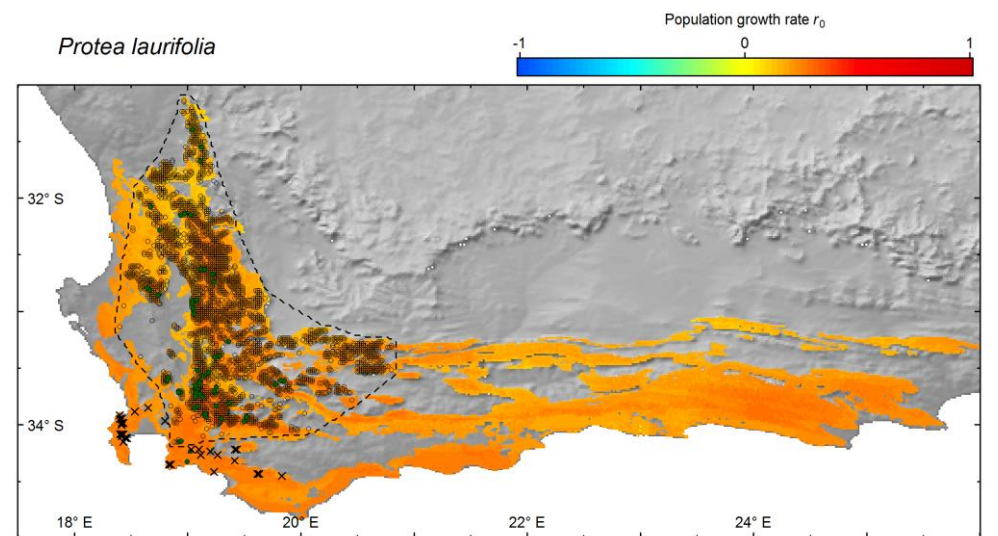 Population growth rate r₀
Protea laurifolia
-1 0 1
32° S
34° S
18° E 20° E 22° E 24° E